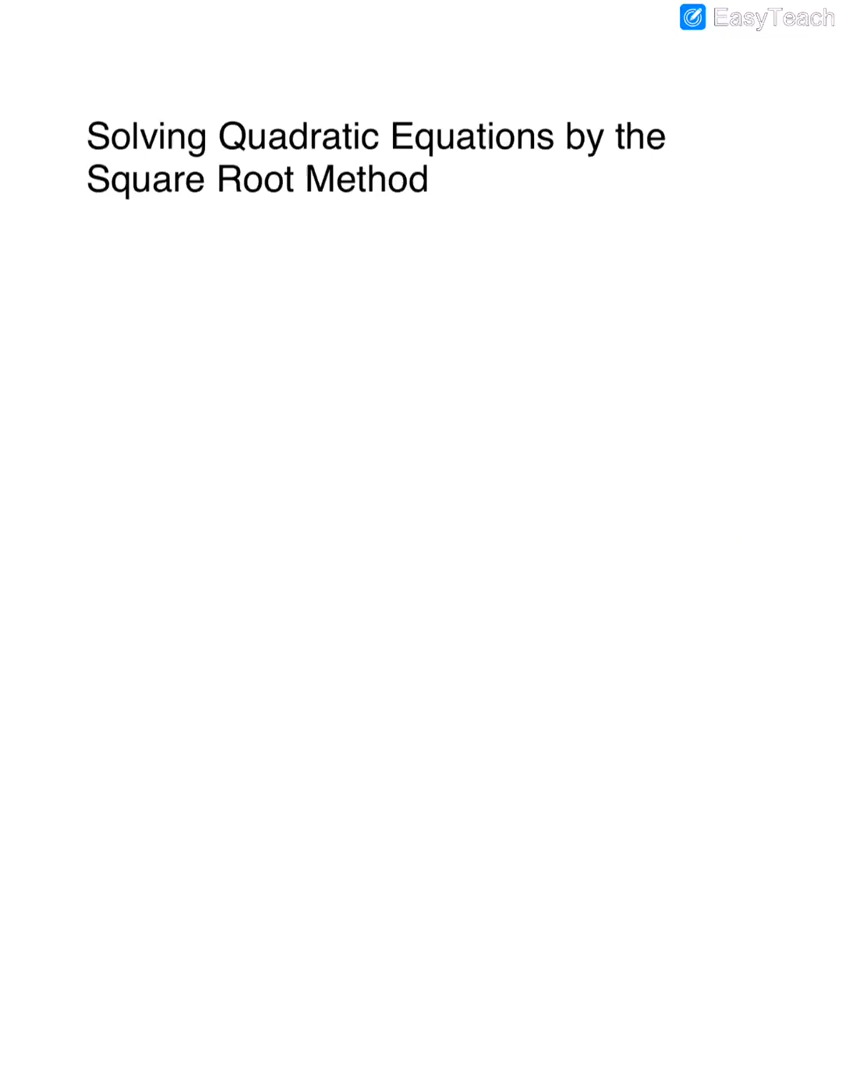 EasyTeach
Solving Quadratic Equations by the
Square Root Method